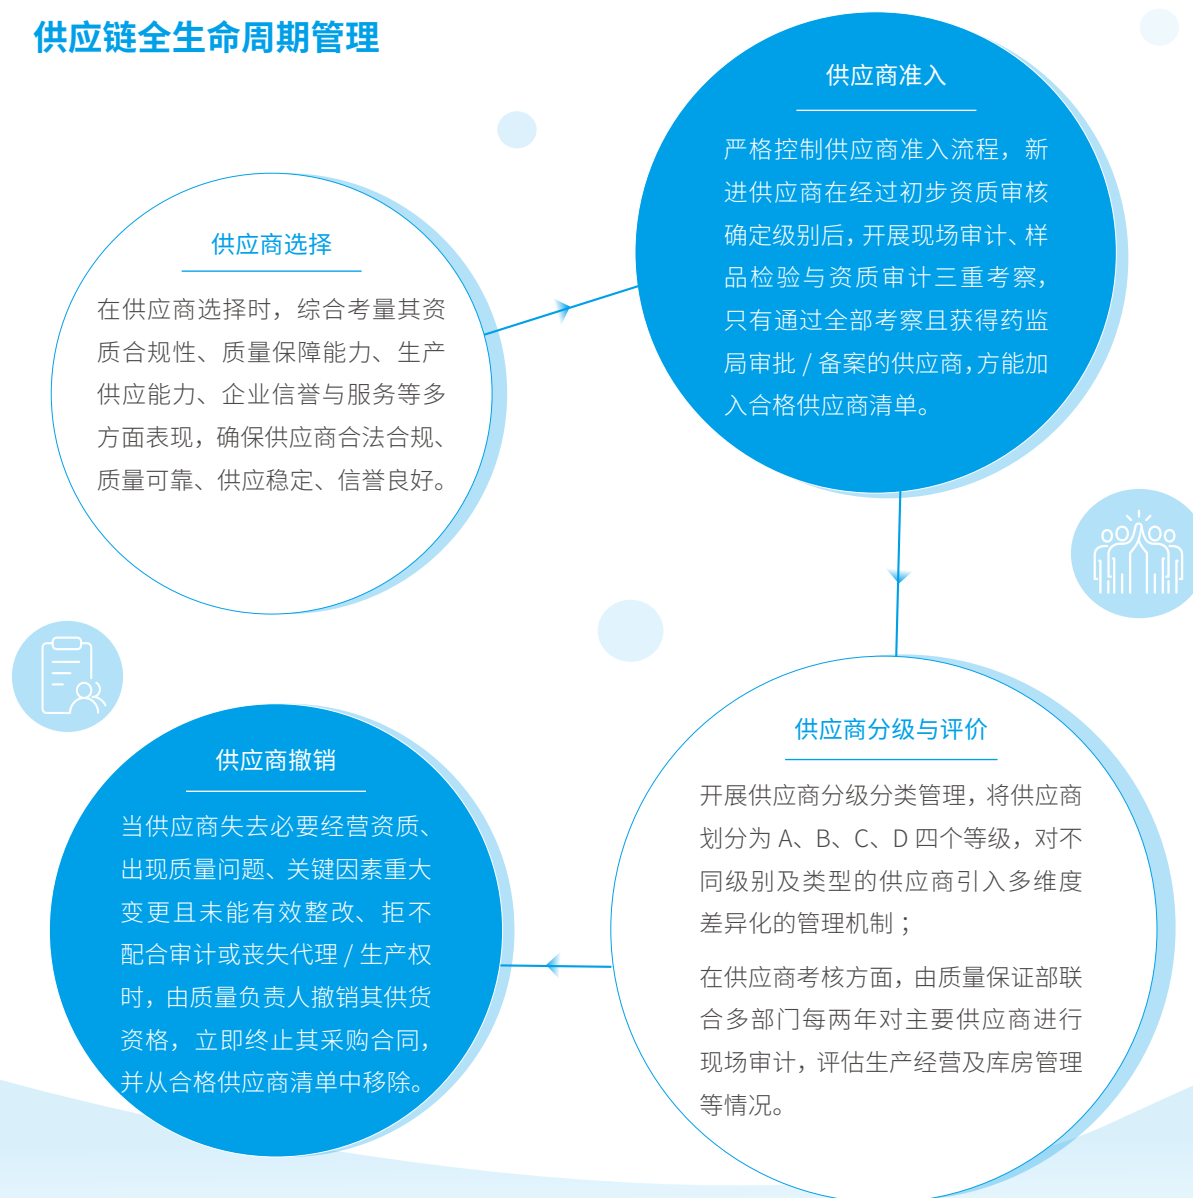 供应链全生命周期管理
供应商选择
在供应商选择时，综合考量其资
质合规性、质量保障能力、生产
供应能力、企业信誉与服务等多
方面表现，确保供应商合法合规、
质量可靠、供应稳定、信誉良好。
供应商准入
严格控制供应商准入流程，新
进供应商在经过初步资质审核
确定级别后，开展现场审计、样
品检验与资质审计三重考察，
只有通过全部考察且获得药监
局审批 / 备案的供应商，方能加
入合格供应商清单。
供应商分级与评价
开展供应商分级分类管理，将供应商
划分为 A、B、C、D 四个等级，对不
同级别及类型的供应商引入多维度
差异化的管理机制；
在供应商考核方面，由质量保证部联
合多部门每两年对主要供应商进行
现场审计，评估生产经营及库房管理
等情况。
供应商撤销
当供应商失去必要经营资质、
出现质量问题、关键因素重大
变更且未能有效整改、拒不
配合审计或丧失代理 / 生产权
时，由质量负责人撤销其供货
资格，立即终止其采购合同，
并从合格供应商清单中移除。